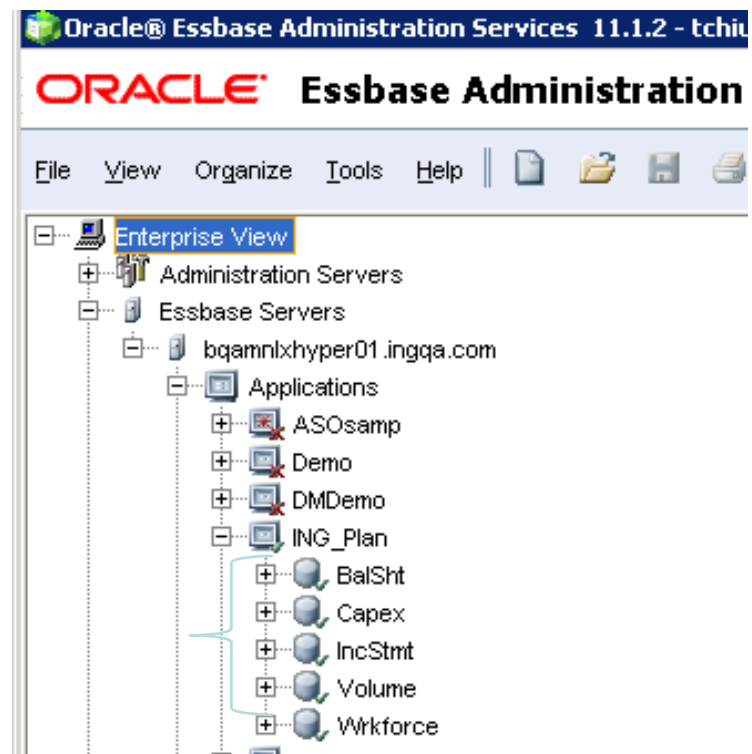 Oracle® Essbase Administration Services 11.1.2 - tchiu
ORACLE Essbase Administration
File View Organize Tools Help
Enterprise View
Administration Servers
Essbase Servers
bqamnlxhyper01.ingqa.com
Applications
ASOsamp
Demo
DMDemo
ING_Plan
BalSht
Capex
IncStmt
Volume
Wrkforce